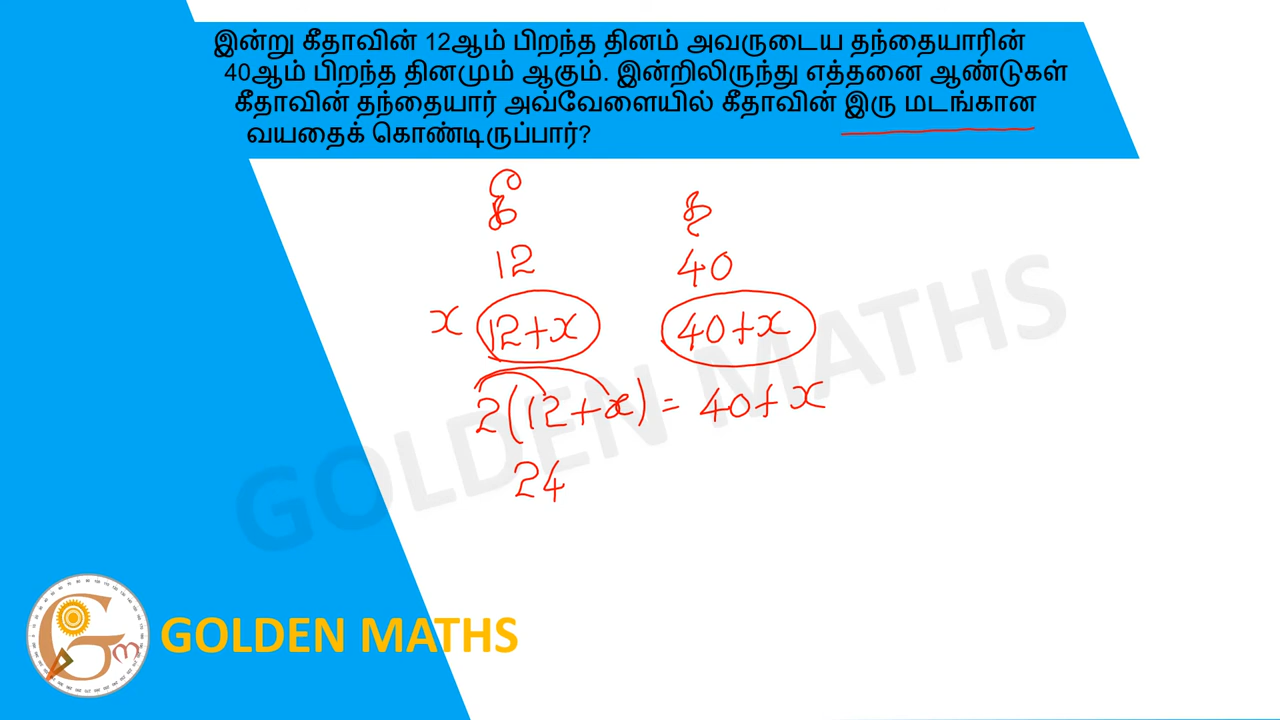 இன்று கீதாவின் 12ஆம் பிறந்த தினம் அவருடைய தந்தையாரின்
40ஆம் பிறந்த தினமும் ஆகும். இன்றிலிருந்து எத்தனை ஆண்டுகள்
கீதாவின் தந்தையார் அவ்வேளையில் கீதாவின் இரு மடங்கான
வயதைக் கொண்டிருப்பார்?
கீ த
12 40
x 12+x 40+x
2(12+x) = 40+x
24
GOLDEN MATHS
GOLDEN MATHS